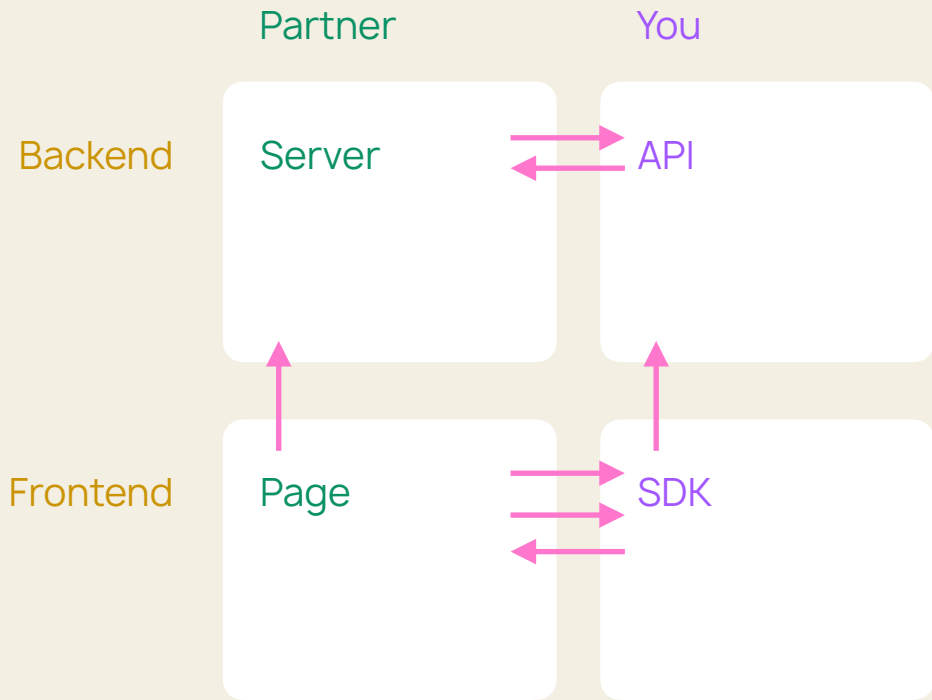 Partner
You
Backend
Server
API
Frontend
Page
SDK